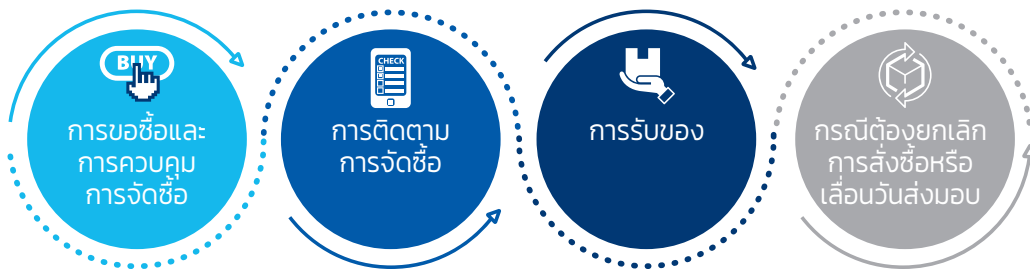 BUY
การขอซื้อและ
การควบคุม
การจัดซื้อ
CHECK
การติดตาม
การจัดซื้อ
การรับของ
กรณีต้องยกเลิก
การสั่งซื้อหรือ
เลื่อนวันส่งมอบ